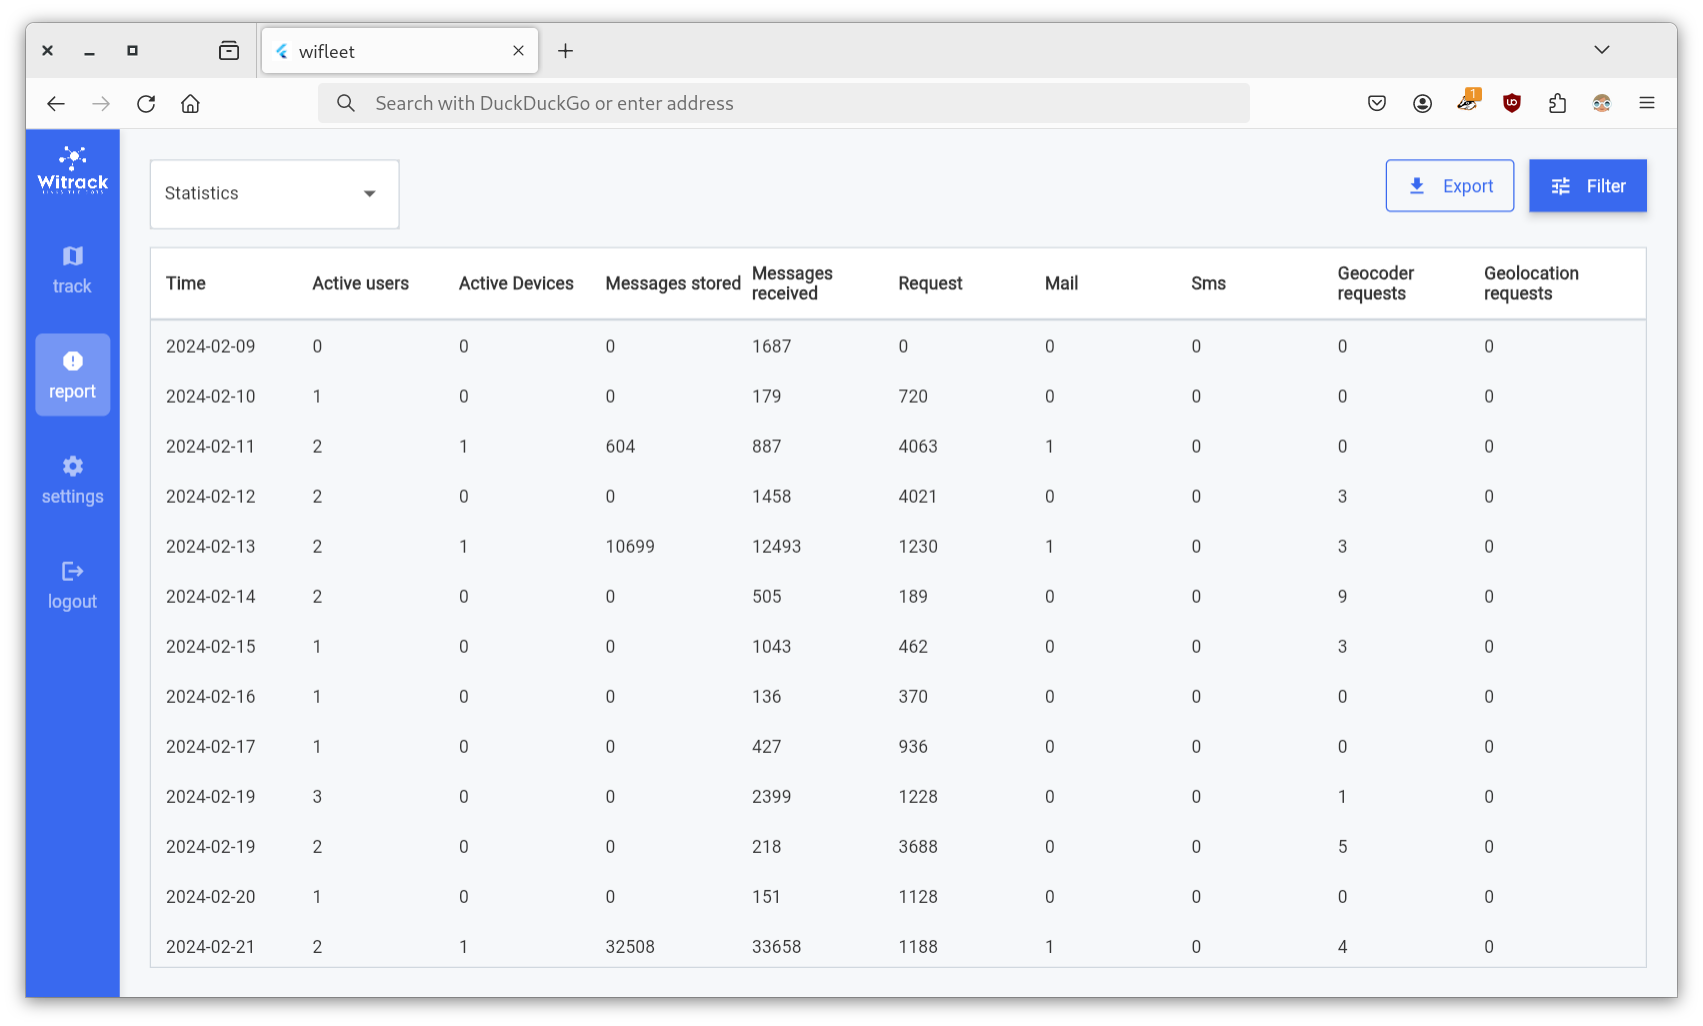 wifleet
Search with DuckDuckGo or enter address
1
Witrack
Statistics
Export
Filter
track
report
settings
logout
Time Active users Active Devices Messages stored Messages received Request Mail Sms Geocoder requests Geolocation requests
2024-02-09 0 0 0 1687 0 0 0 0 0
2024-02-10 1 0 0 179 720 0 0 0 0
2024-02-11 2 1 604 887 4063 1 0 0 0
2024-02-12 2 0 0 1458 4021 0 0 3 0
2024-02-13 2 1 10699 12493 1230 1 0 3 0
2024-02-14 2 0 0 505 189 0 0 9 0
2024-02-15 1 0 0 1043 462 0 0 3 0
2024-02-16 1 0 0 136 370 0 0 0 0
2024-02-17 1 0 0 427 936 0 0 0 0
2024-02-19 3 0 0 2399 1228 0 0 1 0
2024-02-19 2 0 0 218 3688 0 0 5 0
2024-02-20 1 0 0 151 1128 0 0 0 0
2024-02-21 2 1 32508 33658 1188 1 0 4 0